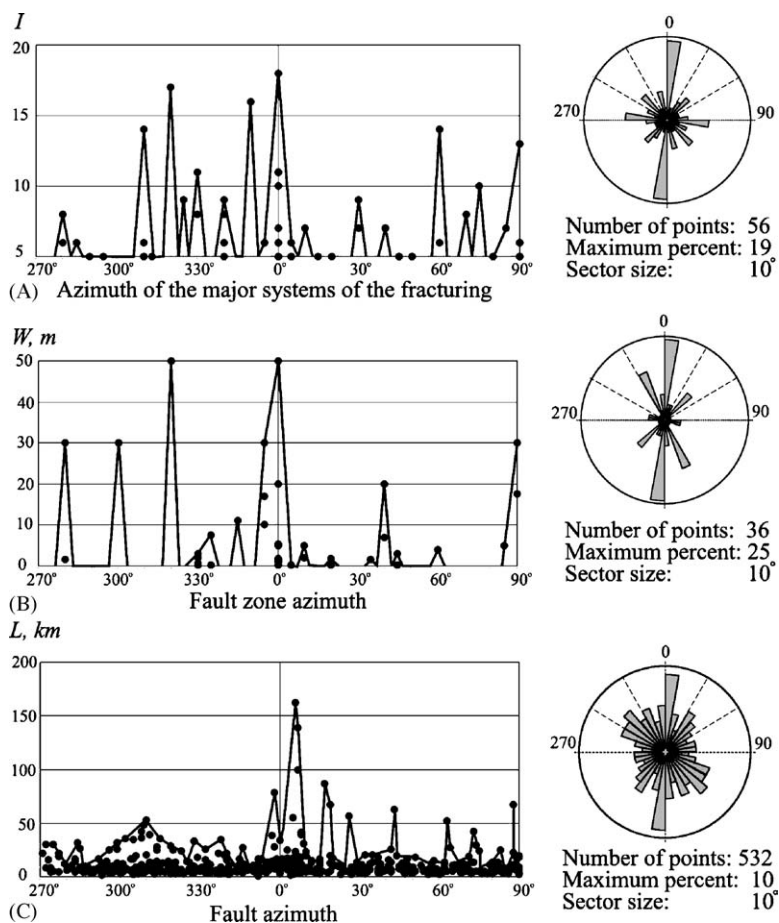 I
20
15
10
5
270° 300° 330° 0° 30° 60° 90°
(A) Azimuth of the major systems of the fracturing
0
270 90
Number of points: 56
Maximum percent: 19
Sector size: 10°
W, m
50
40
30
20
10
0
270° 300° 330° 0° 30° 60° 90°
(B) Fault zone azimuth
0
270 90
Number of points: 36
Maximum percent: 25
Sector size: 10°
L, km
200
150
100
50
0
270° 300° 330° 0° 30° 60° 90°
(C) Fault azimuth
0
270 90
Number of points: 532
Maximum percent: 10
Sector size: 10°